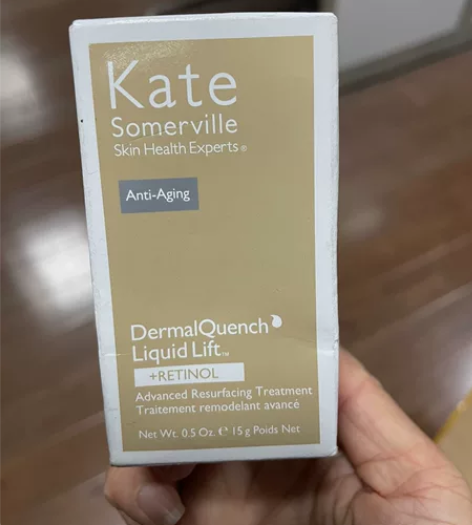 Kate
Somerville
Skin Health Experts®
Anti-Aging
DermalQuench
Liquid Lift™
+RETINOL
Advanced Resurfacing Treatment
Traitement remodelant avancé
Net Wt. 0.5 Oz. ℮ 15 g Poids Net